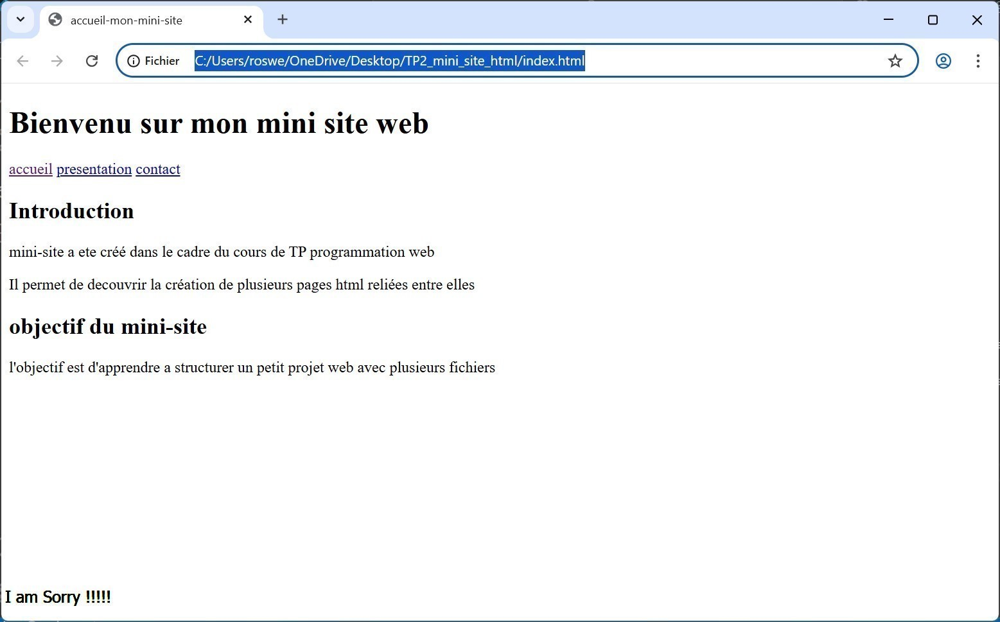 accueil-mon-mini-site
Fichier C:/Users/roswe/OneDrive/Desktop/TP2_mini_site_html/index.html
Bienvenu sur mon mini site web
accueil presentation contact
Introduction
mini-site a ete créé dans le cadre du cours de TP programmation web
Il permet de decouvrir la création de plusieurs pages html reliées entre elles
objectif du mini-site
l'objectif est d'apprendre a structurer un petit projet web avec plusieurs fichiers
I am Sorry !!!!!